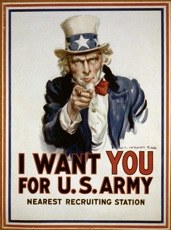 I WANT YOU
FOR U.S. ARMY
NEAREST RECRUITING STATION